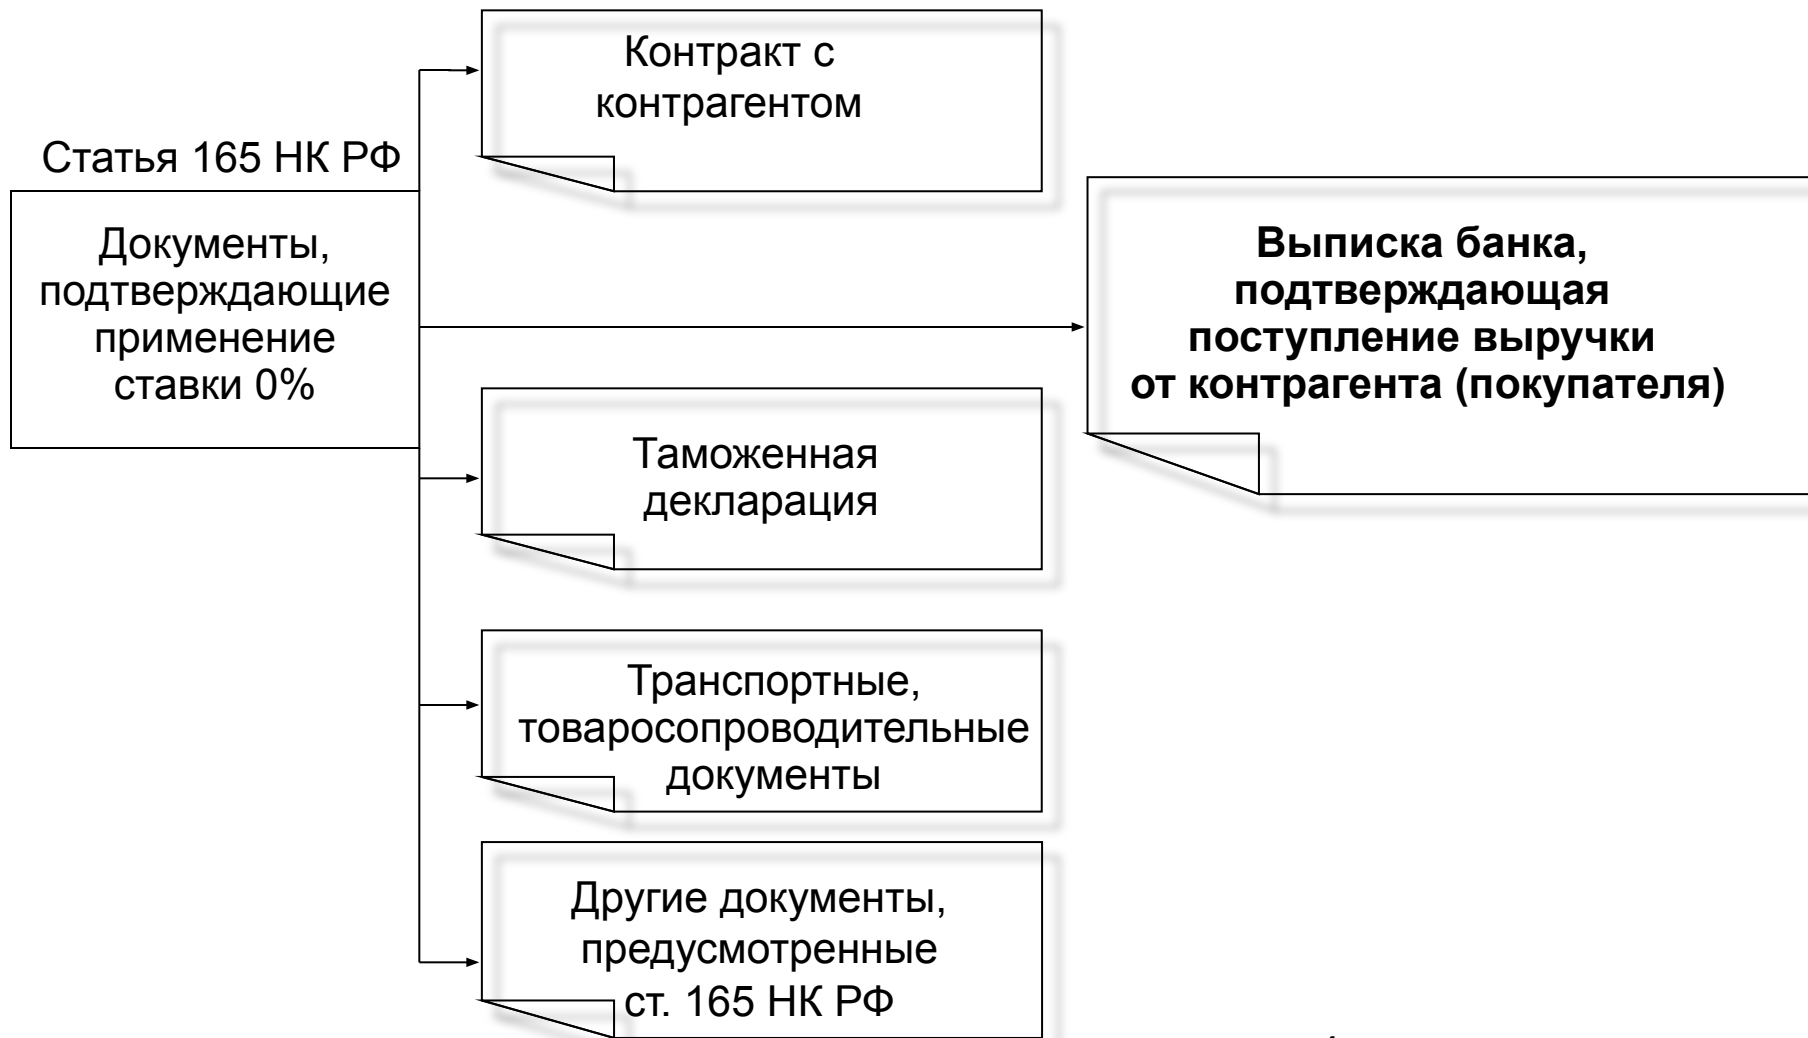 Контракт с
контрагентом
Статья 165 НК РФ
Документы,
подтверждающие
применение
ставки 0%
Выписка банка,
подтверждающая
поступление выручки
от контрагента (покупателя)
Таможенная
декларация
Транспортные,
товаросопроводительные
документы
Другие документы,
предусмотренные
ст. 165 НК РФ